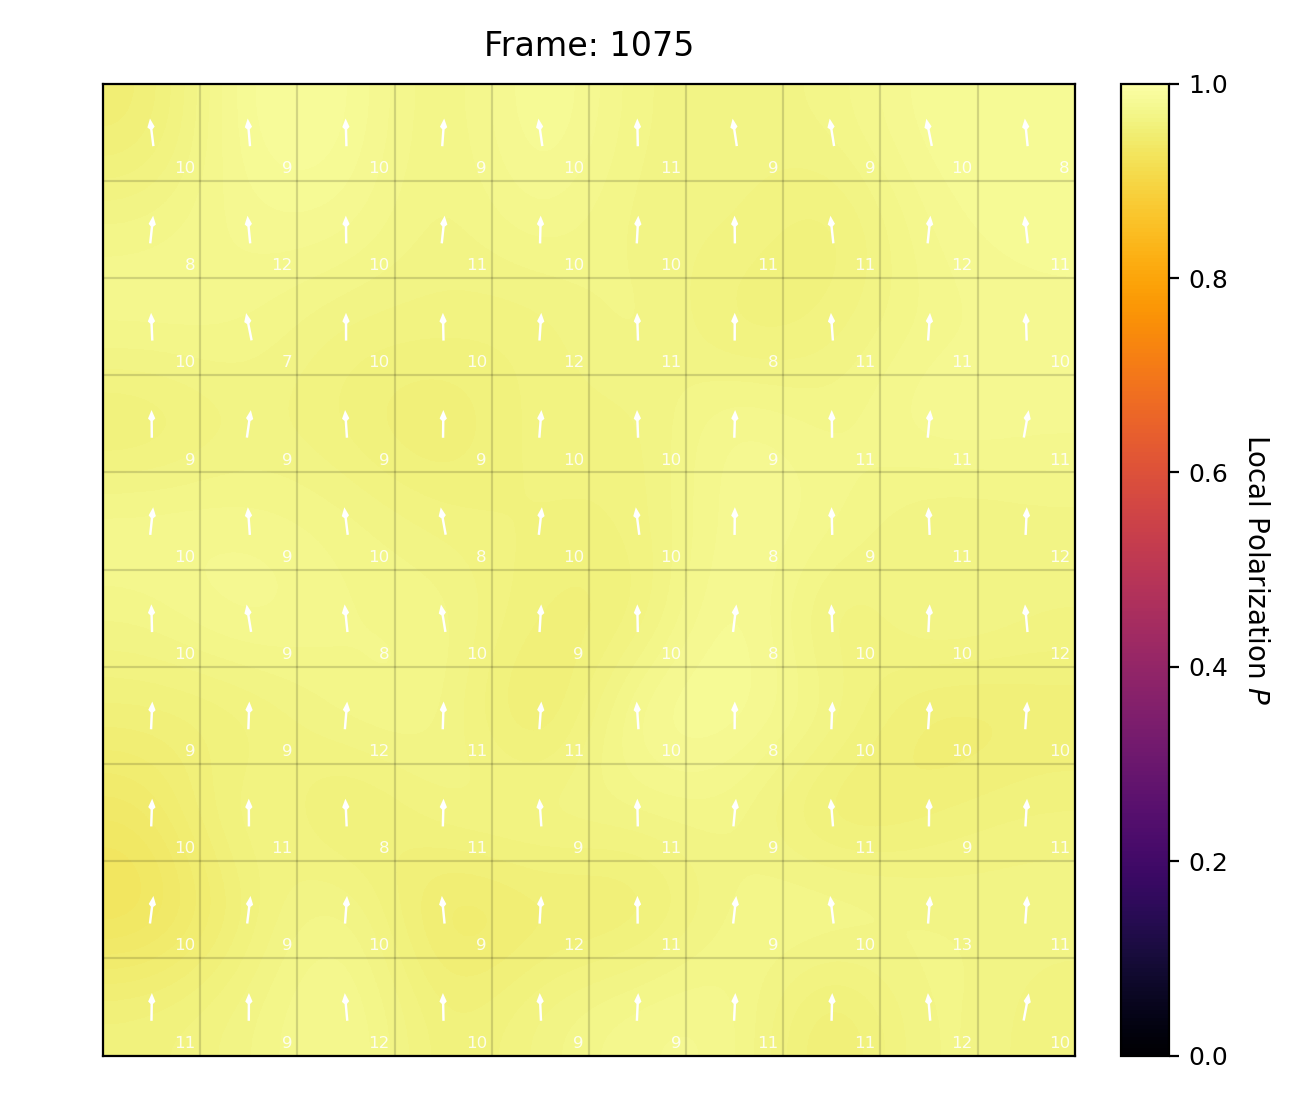 Frame: 1075
10 9 10 9 10 11 9 9 10 8
8 12 10 11 10 10 11 11 12 11
10 7 10 10 12 11 8 11 11 10
9 9 9 9 10 10 9 11 11 11
10 9 10 8 10 10 8 9 11 12
10 9 8 10 9 10 8 10 10 12
9 9 12 11 11 10 8 10 10 10
10 11 8 11 9 11 9 11 9 11
10 9 10 9 12 11 9 10 13 11
11 9 12 10 9 9 11 11 12 10
1.0
0.8
0.6
0.4
0.2
0.0
Local Polarization P